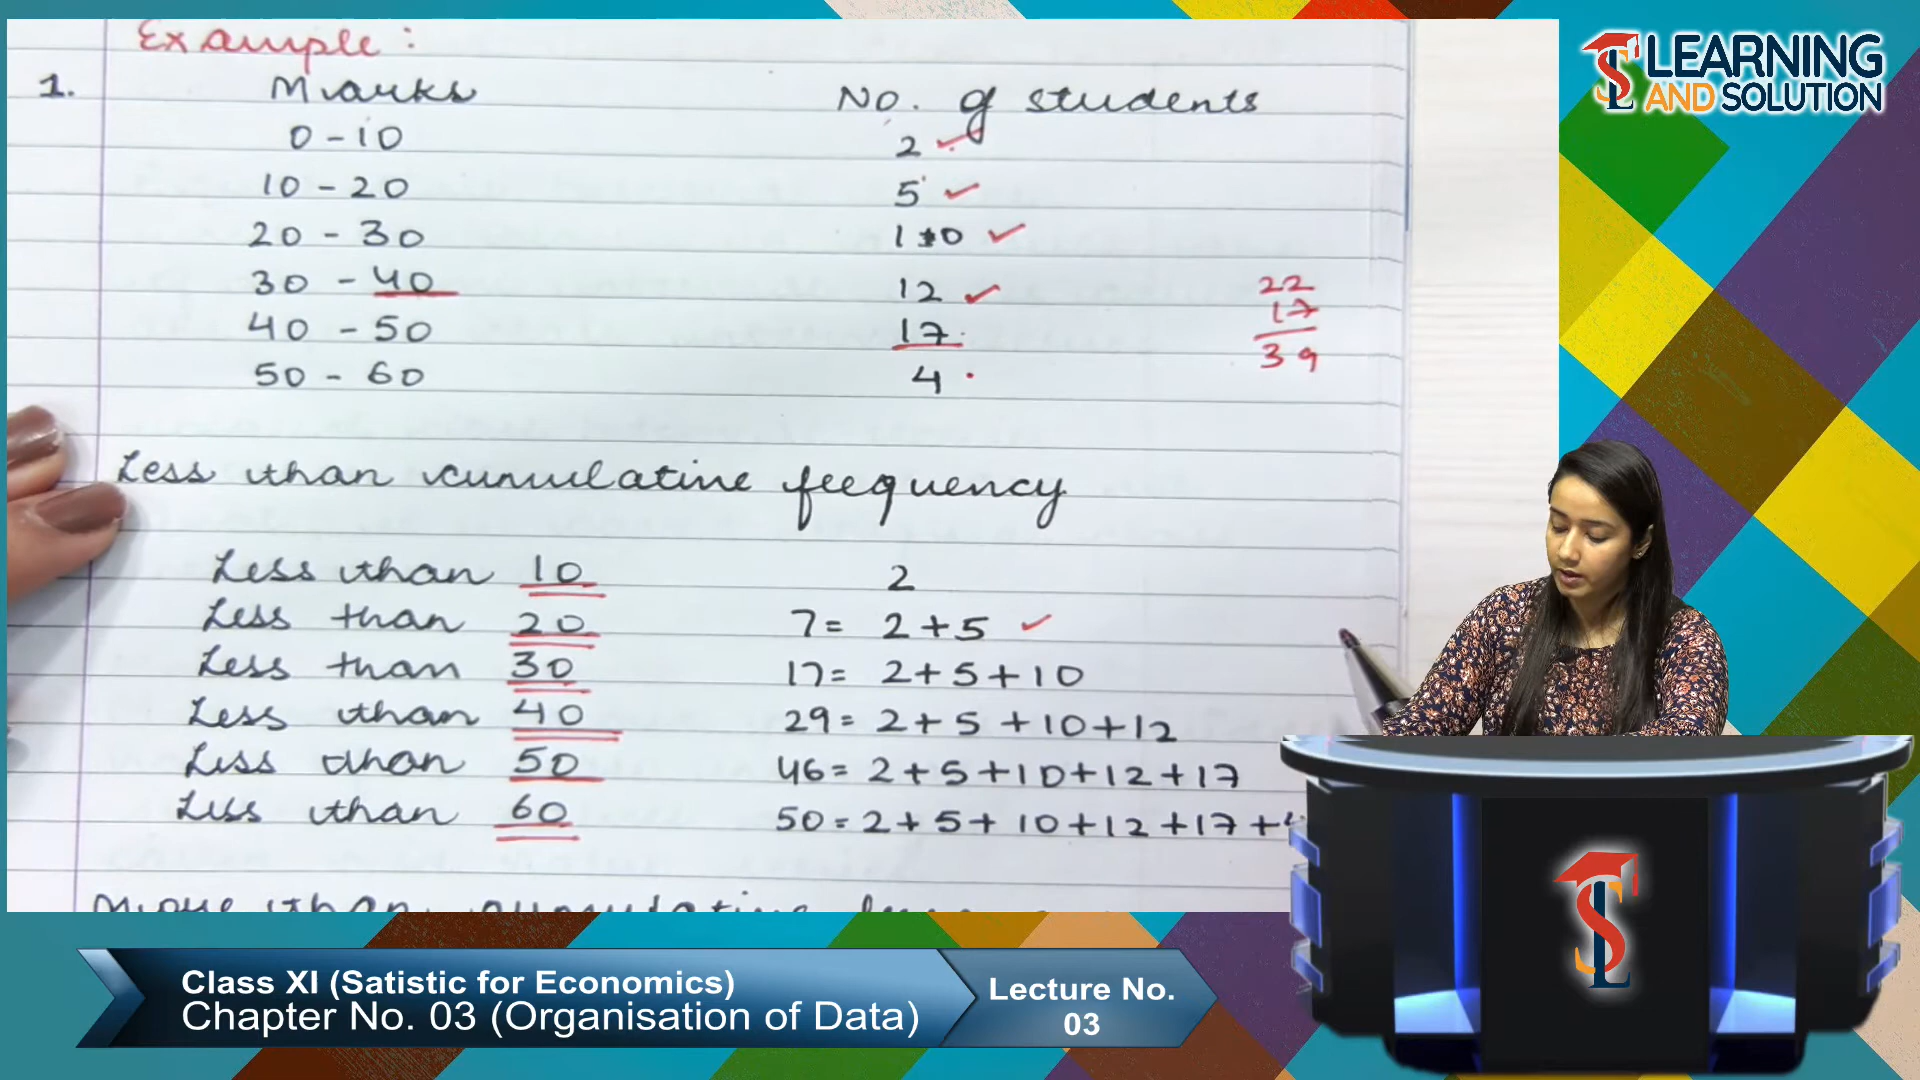 Example :
1. Marks No. of students
0 - 10 2
10 - 20 5
20 - 30 10
30 - 40 12
40 - 50 17
50 - 60 4
22
17
39
Less than cumulative frequency
Less than 10 2
Less than 20 7 = 2 + 5
Less than 30 17 = 2 + 5 + 10
Less than 40 29 = 2 + 5 + 10 + 12
Less than 50 46 = 2 + 5 + 10 + 12 + 17
Less than 60 50 = 2 + 5 + 10 + 12 + 17 +
More than cumulative
LEARNING
AND SOLUTION
Class XI (Satistic for Economics)
Chapter No. 03 (Organisation of Data)
Lecture No.
03